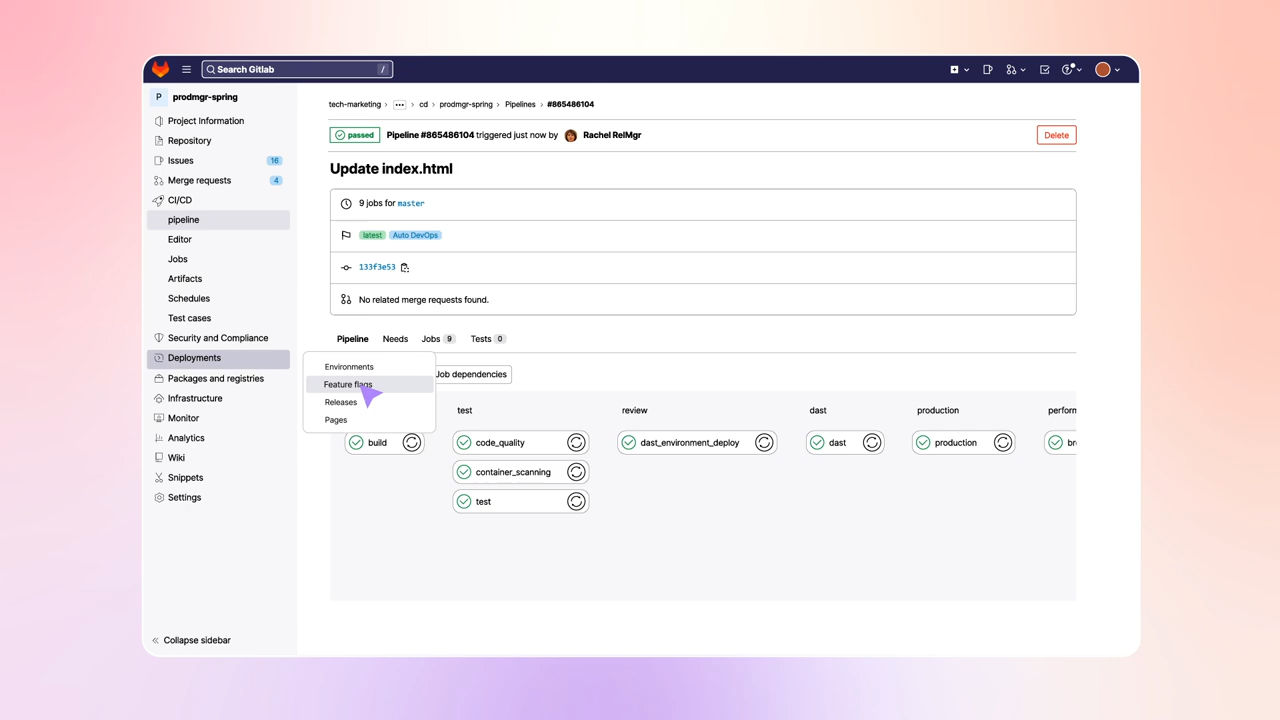 Search Gitlab /
P prodmgr-spring
Project Information
Repository
Issues 16
Merge requests 4
CI/CD
pipeline
Editor
Jobs
Artifacts
Schedules
Test cases
Security and Compliance
Deployments
Packages and registries
Infrastructure
Monitor
Analytics
Wiki
Snippets
Settings
Collapse sidebar
tech-marketing › ••• › cd › prodmgr-spring › Pipelines › #865486104
passed Pipeline #865486104 triggered just now by Rachel RelMgr Delete
Update index.html
9 jobs for master
latest Auto DevOps
133f3e53
No related merge requests found.
Pipeline Needs Jobs 9 Tests 0
Environments
Feature flags
Releases
Pages
Job dependencies
test review dast production perform
build code_quality dast_environment_deploy dast production br
container_scanning
test